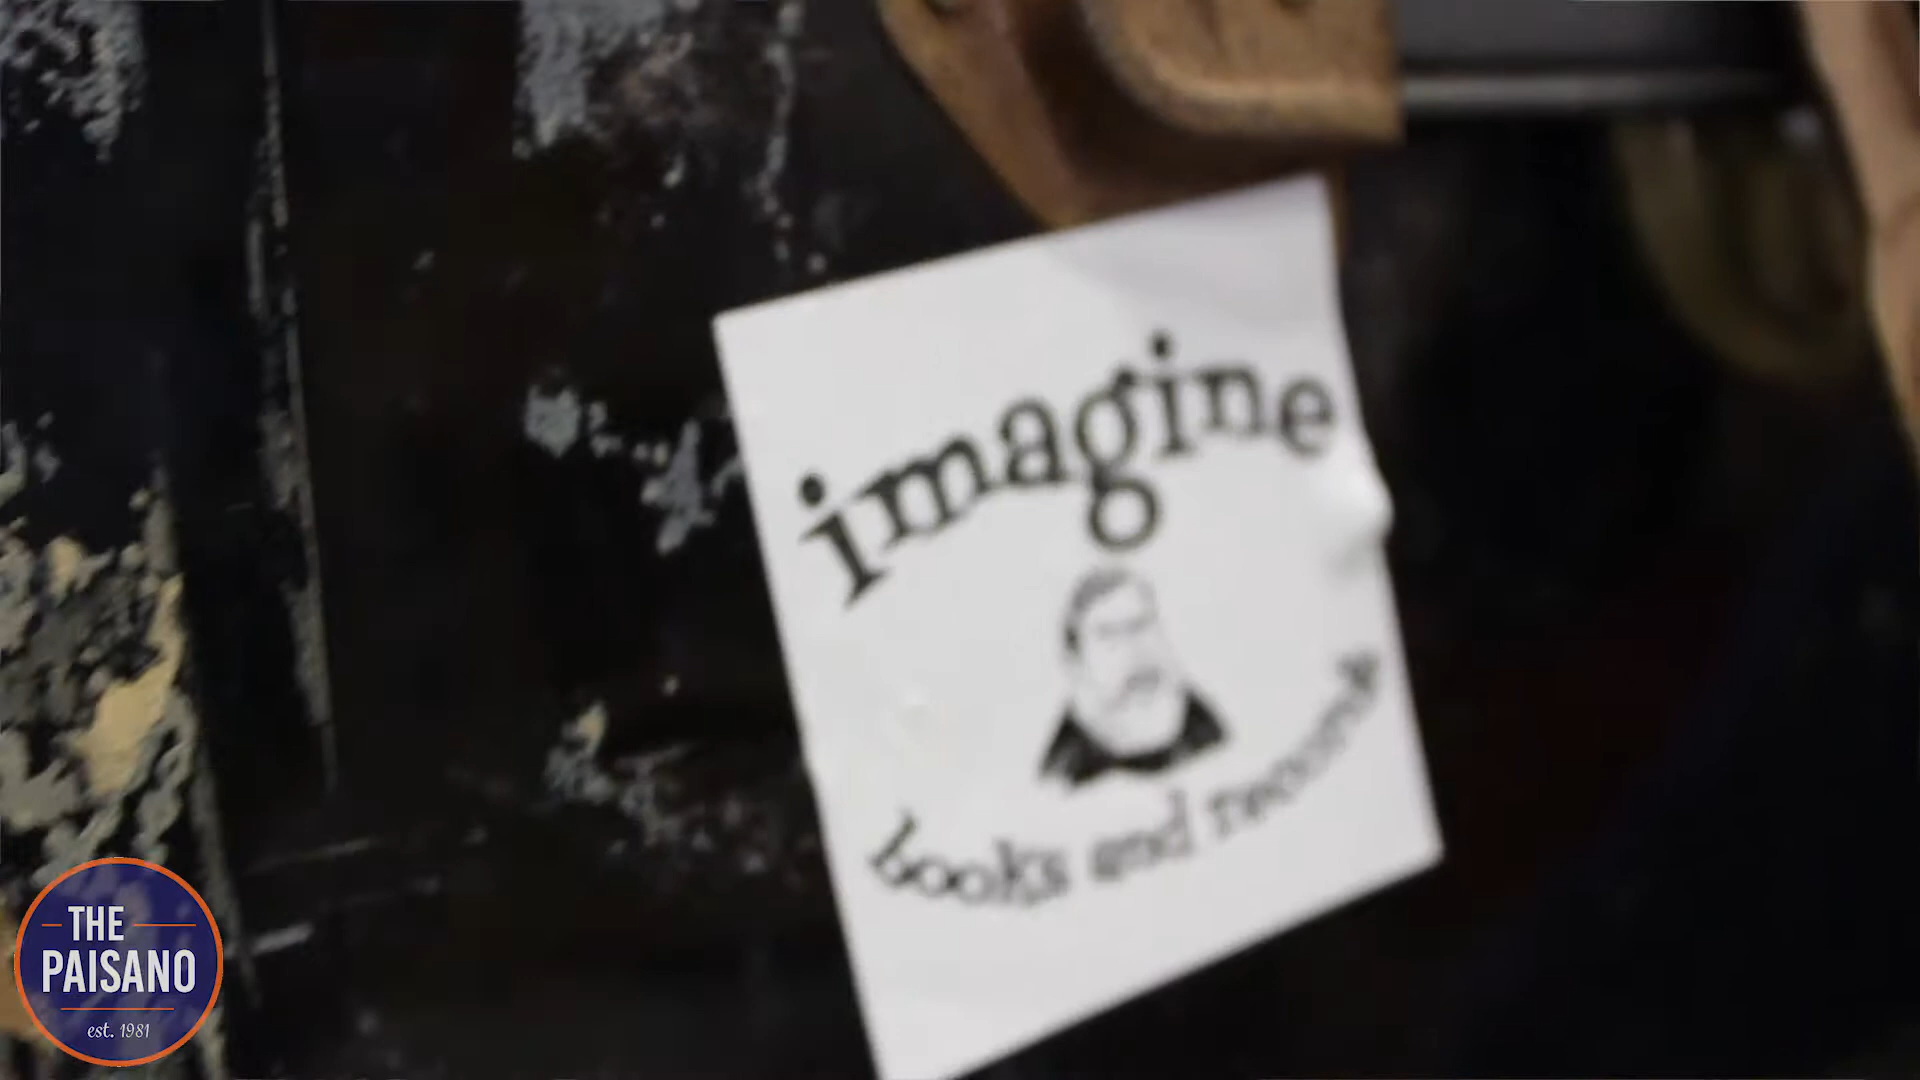 imagine
books and records
THE
PAISANO
est. 1981